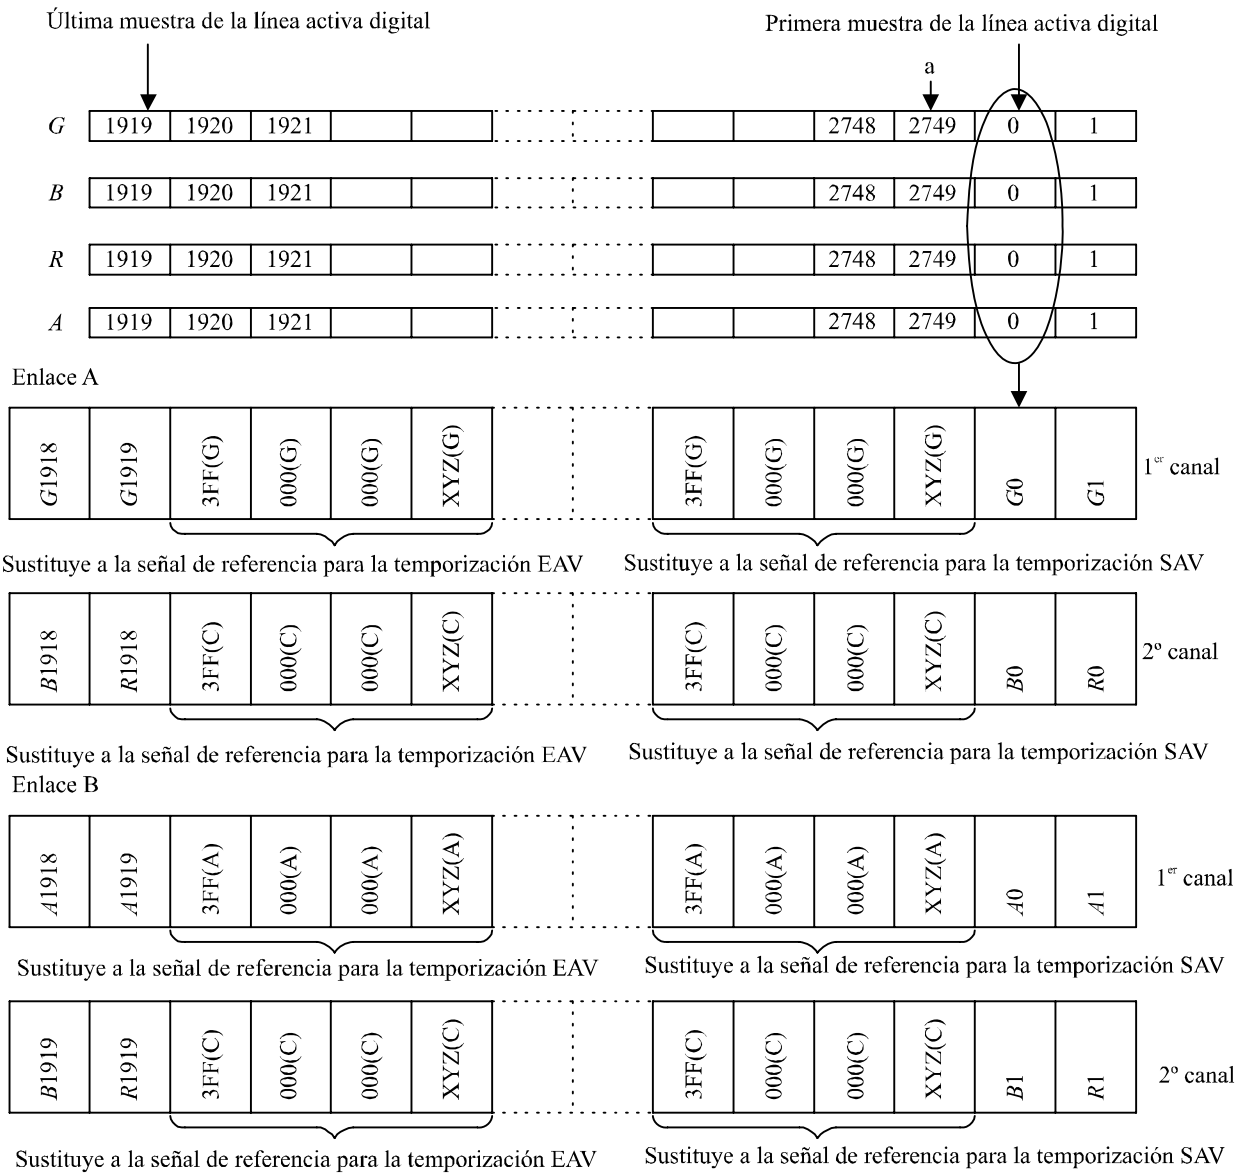 Última muestra de la línea activa digital
Primera muestra de la línea activa digital
a
G 1919 1920 1921 2748 2749 0 1
B 1919 1920 1921 2748 2749 0 1
R 1919 1920 1921 2748 2749 0 1
A 1919 1920 1921 2748 2749 0 1
Enlace A
G1918 G1919 3FF(G) 000(G) 000(G) XYZ(G) 3FF(G) 000(G) 000(G) XYZ(G) G0 G1 1er canal
Sustituye a la señal de referencia para la temporización EAV
Sustituye a la señal de referencia para la temporización SAV
B1918 R1918 3FF(C) 000(C) 000(C) XYZ(C) 3FF(C) 000(C) 000(C) XYZ(C) B0 R0 2º canal
Sustituye a la señal de referencia para la temporización EAV
Sustituye a la señal de referencia para la temporización SAV
Enlace B
A1918 A1919 3FF(A) 000(A) 000(A) XYZ(A) 3FF(A) 000(A) 000(A) XYZ(A) A0 A1 1er canal
Sustituye a la señal de referencia para la temporización EAV
Sustituye a la señal de referencia para la temporización SAV
B1919 R1919 3FF(C) 000(C) 000(C) XYZ(C) 3FF(C) 000(C) 000(C) XYZ(C) B1 R1 2º canal
Sustituye a la señal de referencia para la temporización EAV
Sustituye a la señal de referencia para la temporización SAV